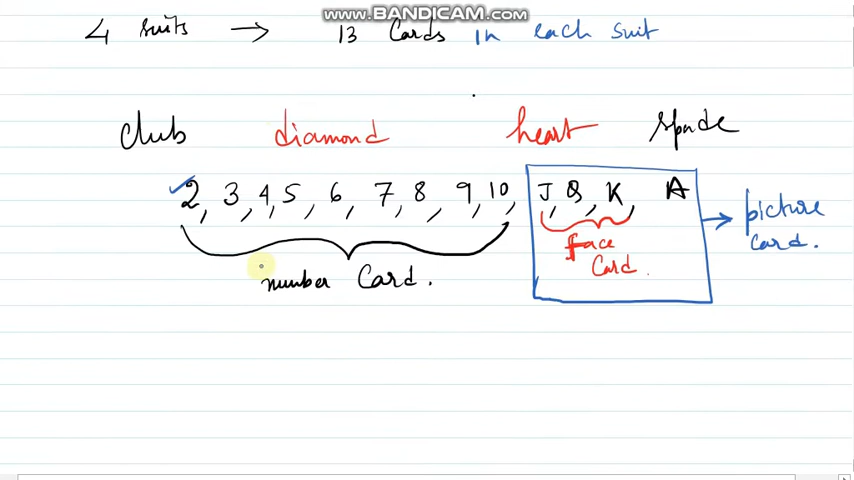 www.BANDICAM.com
4 suits → 13 Cards in each suit
club diamond heart spade
2, 3, 4, 5, 6, 7, 8, 9, 10, J, Q, K, A
picture
card.
face
Card.
number Card.